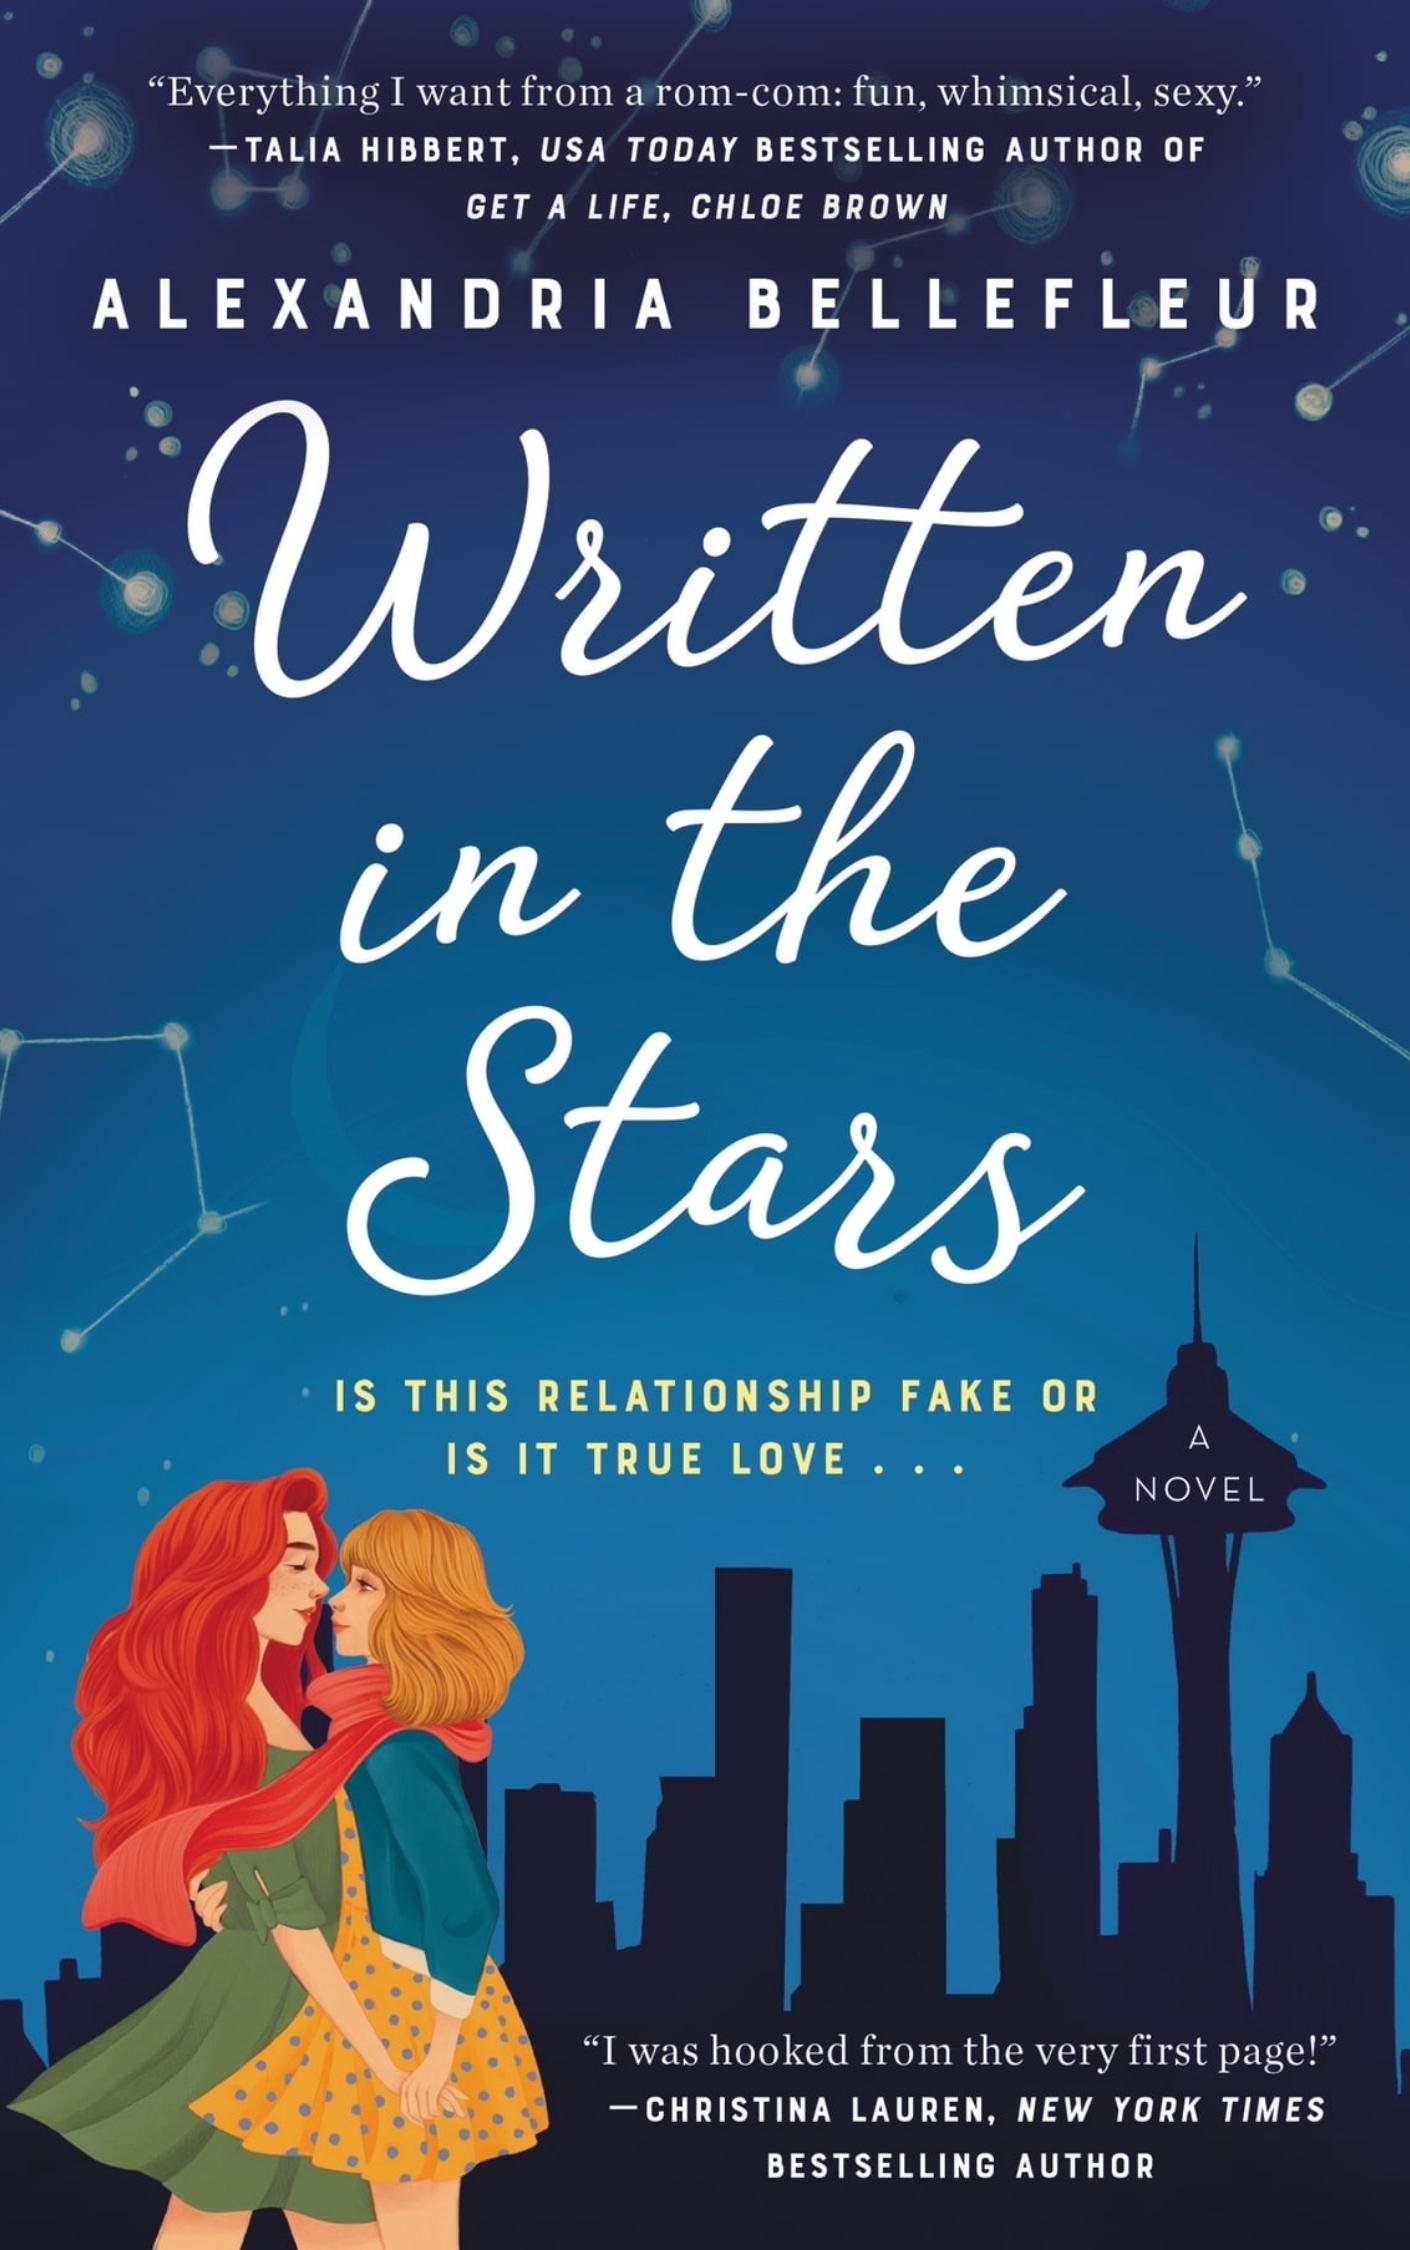 “Everything I want from a rom-com: fun, whimsical, sexy.”
—TALIA HIBBERT, USA TODAY BESTSELLING AUTHOR OF
GET A LIFE, CHLOE BROWN
ALEXANDRIA BELLEFLEUR
Written
in the
Stars
IS THIS RELATIONSHIP FAKE OR
IS IT TRUE LOVE . . .
A
NOVEL
“I was hooked from the very first page!”
—CHRISTINA LAUREN, NEW YORK TIMES
BESTSELLING AUTHOR